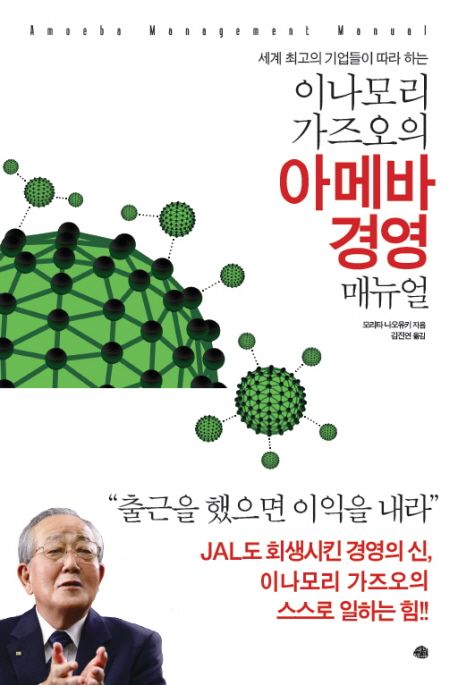 Amoeba Management Manual
세계 최고의 기업들이 따라 하는
이나모리
가즈오의
아메바
경영
매뉴얼
모리타 나오유키 지음
김진연 옮김
“출근을 했으면 이익을 내라”
JAL도 회생시킨 경영의 신,
이나모리 가즈오의
스스로 일하는 힘!!